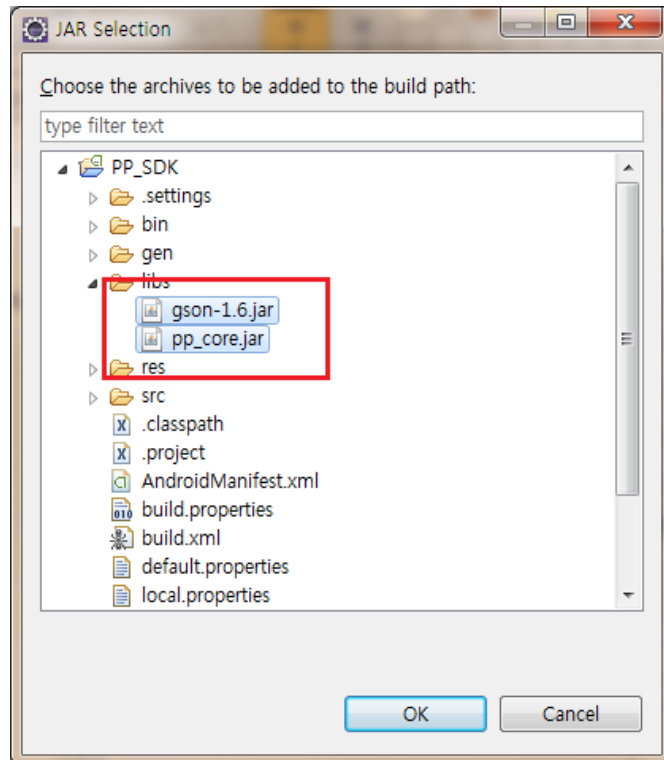 JAR Selection
Choose the archives to be added to the build path:
type filter text
PP_SDK
.settings
bin
gen
libs
gson-1.6.jar
pp_core.jar
res
src
.classpath
.project
AndroidManifest.xml
build.properties
build.xml
default.properties
local.properties
OK Cancel